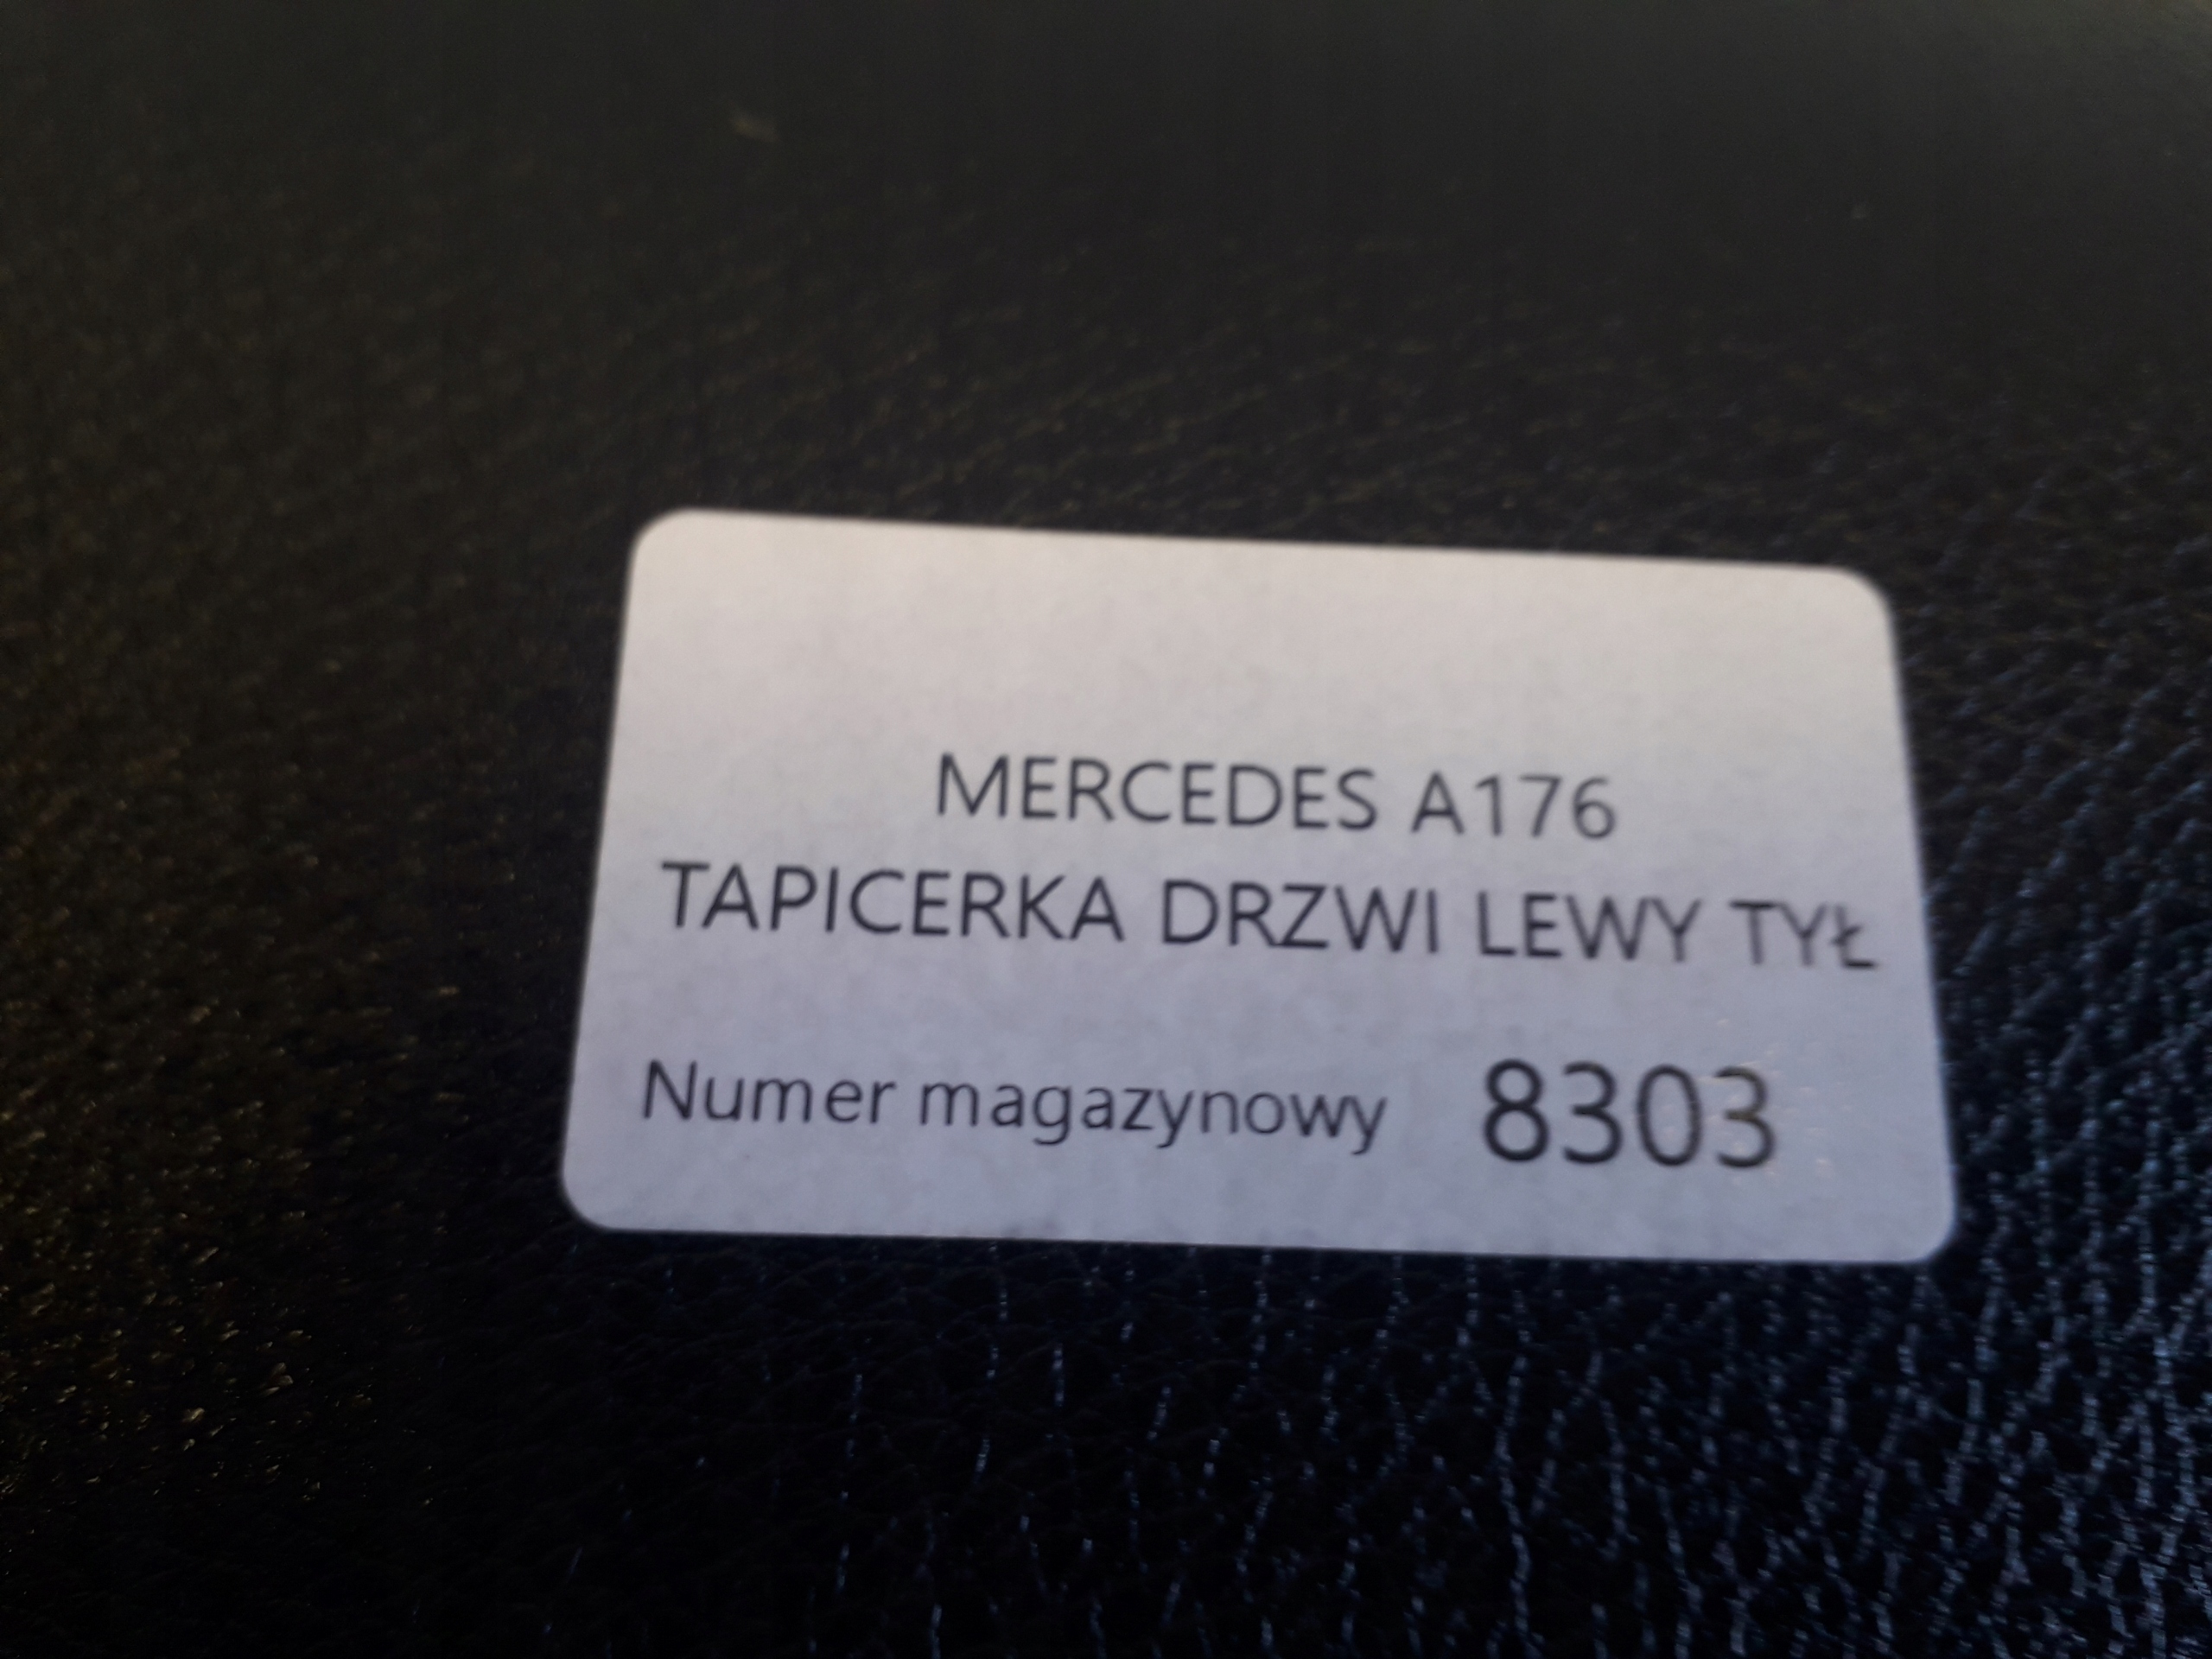 MERCEDES A176
TAPICERKA DRZWI LEWY TYŁ
Numer magazynowy 8303